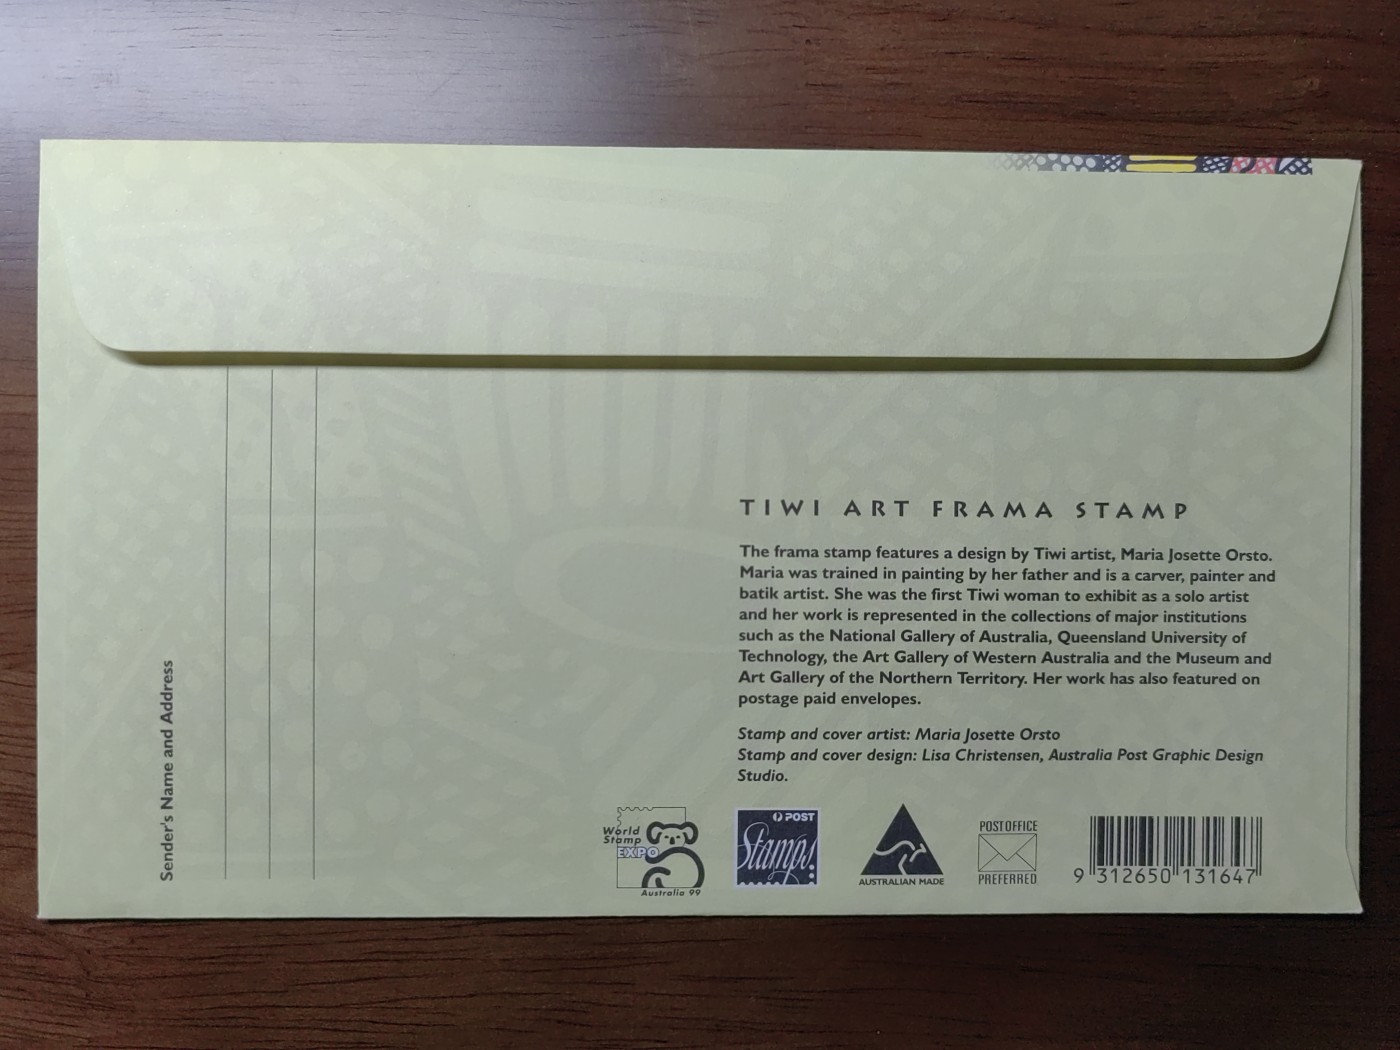 TIWI ART FRAMA STAMP
The frama stamp features a design by Tiwi artist, Maria Josette Orsto.
Maria was trained in painting by her father and is a carver, painter and
batik artist. She was the first Tiwi woman to exhibit as a solo artist
and her work is represented in the collections of major institutions
such as the National Gallery of Australia, Queensland University of
Technology, the Art Gallery of Western Australia and the Museum and
Art Gallery of the Northern Territory. Her work has also featured on
postage paid envelopes.
Stamp and cover artist: Maria Josette Orsto
Stamp and cover design: Lisa Christensen, Australia Post Graphic Design
Studio.
Sender's Name and Address
World
Stamp
EXPO
Australia 99
POST
Stamps!
AUSTRALIAN MADE
POST OFFICE
PREFERRED
9 312650 131647